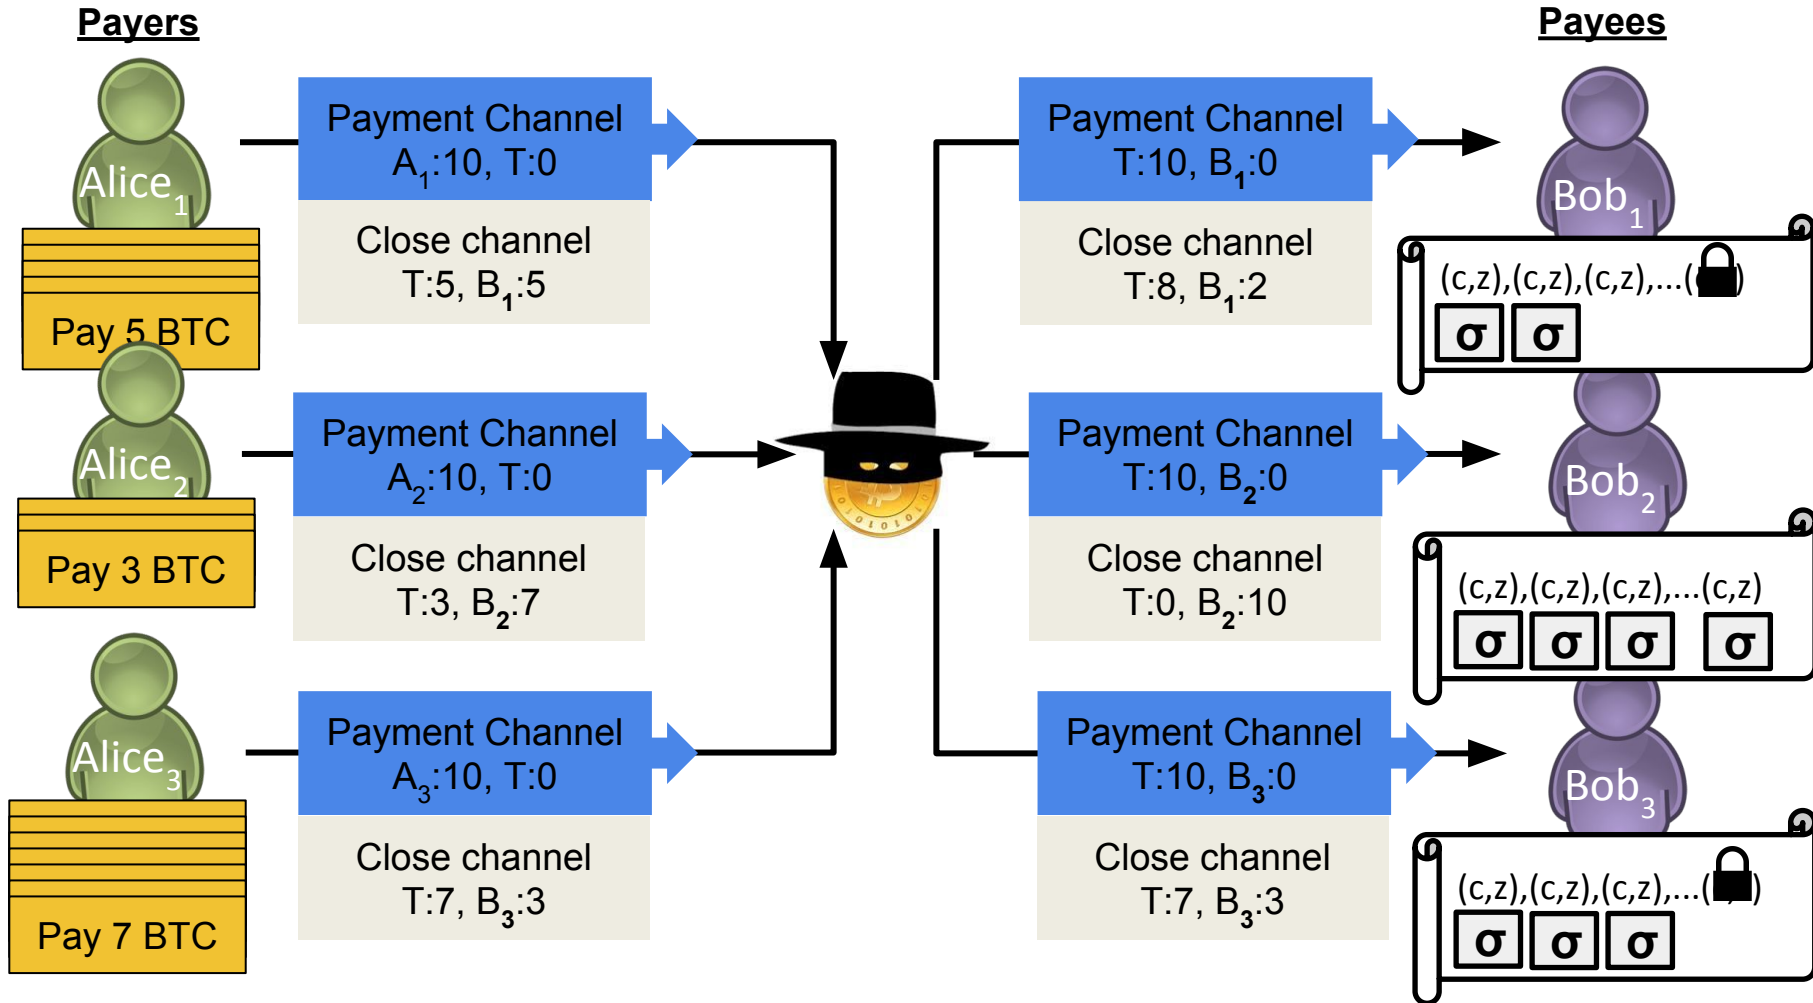 Payers
Payees
Alice₁
Pay 5 BTC
Payment Channel
A₁:10, T:0
Close channel
T:5, B₁:5
Payment Channel
T:10, B₁:0
Close channel
T:8, B₁:2
Bob₁
(c,z),(c,z),(c,z),...(
σ σ
Alice₂
Pay 3 BTC
Payment Channel
A₂:10, T:0
Close channel
T:3, B₂:7
Payment Channel
T:10, B₂:0
Close channel
T:0, B₂:10
Bob₂
(c,z),(c,z),(c,z),...(c,z)
σ σ σ σ
Alice₃
Pay 7 BTC
Payment Channel
A₃:10, T:0
Close channel
T:7, B₃:3
Payment Channel
T:10, B₃:0
Close channel
T:7, B₃:3
Bob₃
(c,z),(c,z),(c,z),...(
σ σ σ